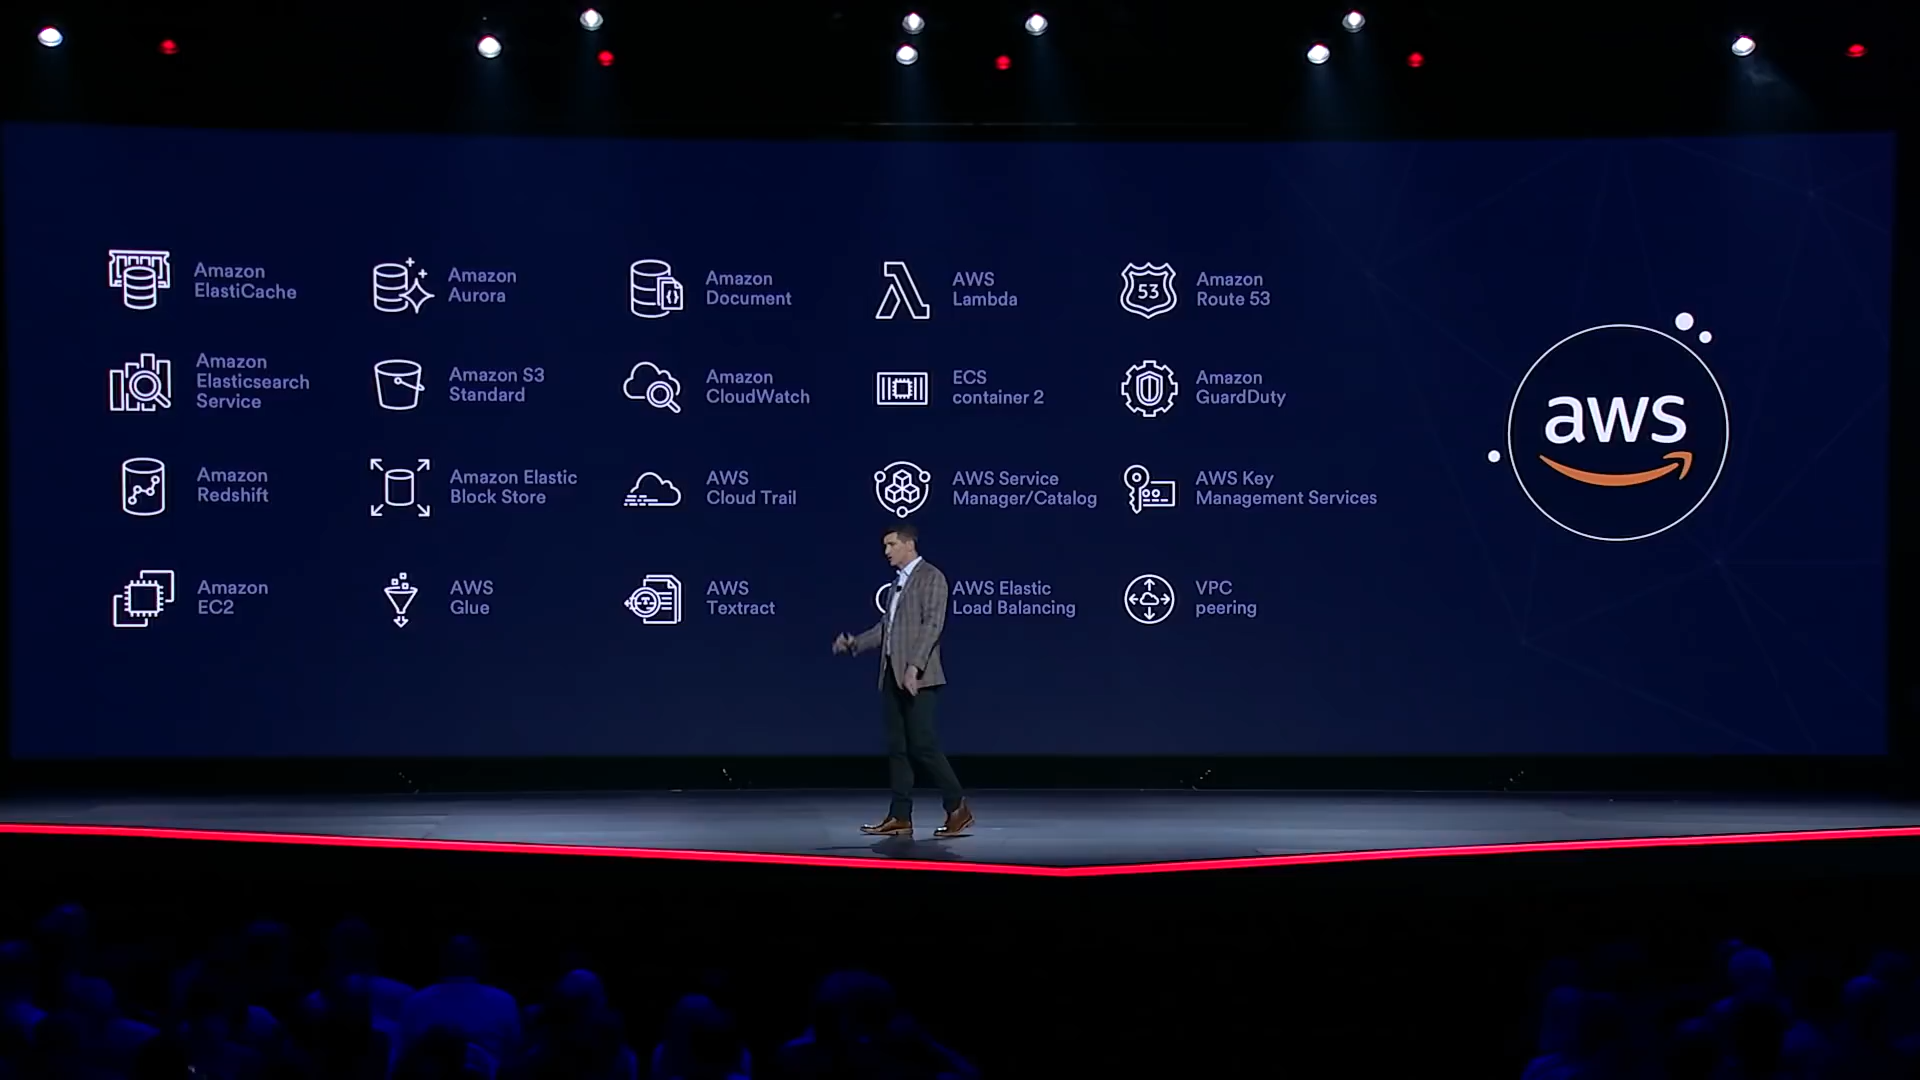 Amazon
ElastiCache
Amazon
Aurora
Amazon
Document
AWS
Lambda
53
Amazon
Route 53
Amazon
Elasticsearch
Service
Amazon S3
Standard
Amazon
CloudWatch
ECS
container 2
Amazon
GuardDuty
aws
Amazon
Redshift
Amazon Elastic
Block Store
AWS
Cloud Trail
AWS Service
Manager/Catalog
AWS Key
Management Services
Amazon
EC2
AWS
Glue
AWS
Textract
AWS Elastic
Load Balancing
VPC
peering